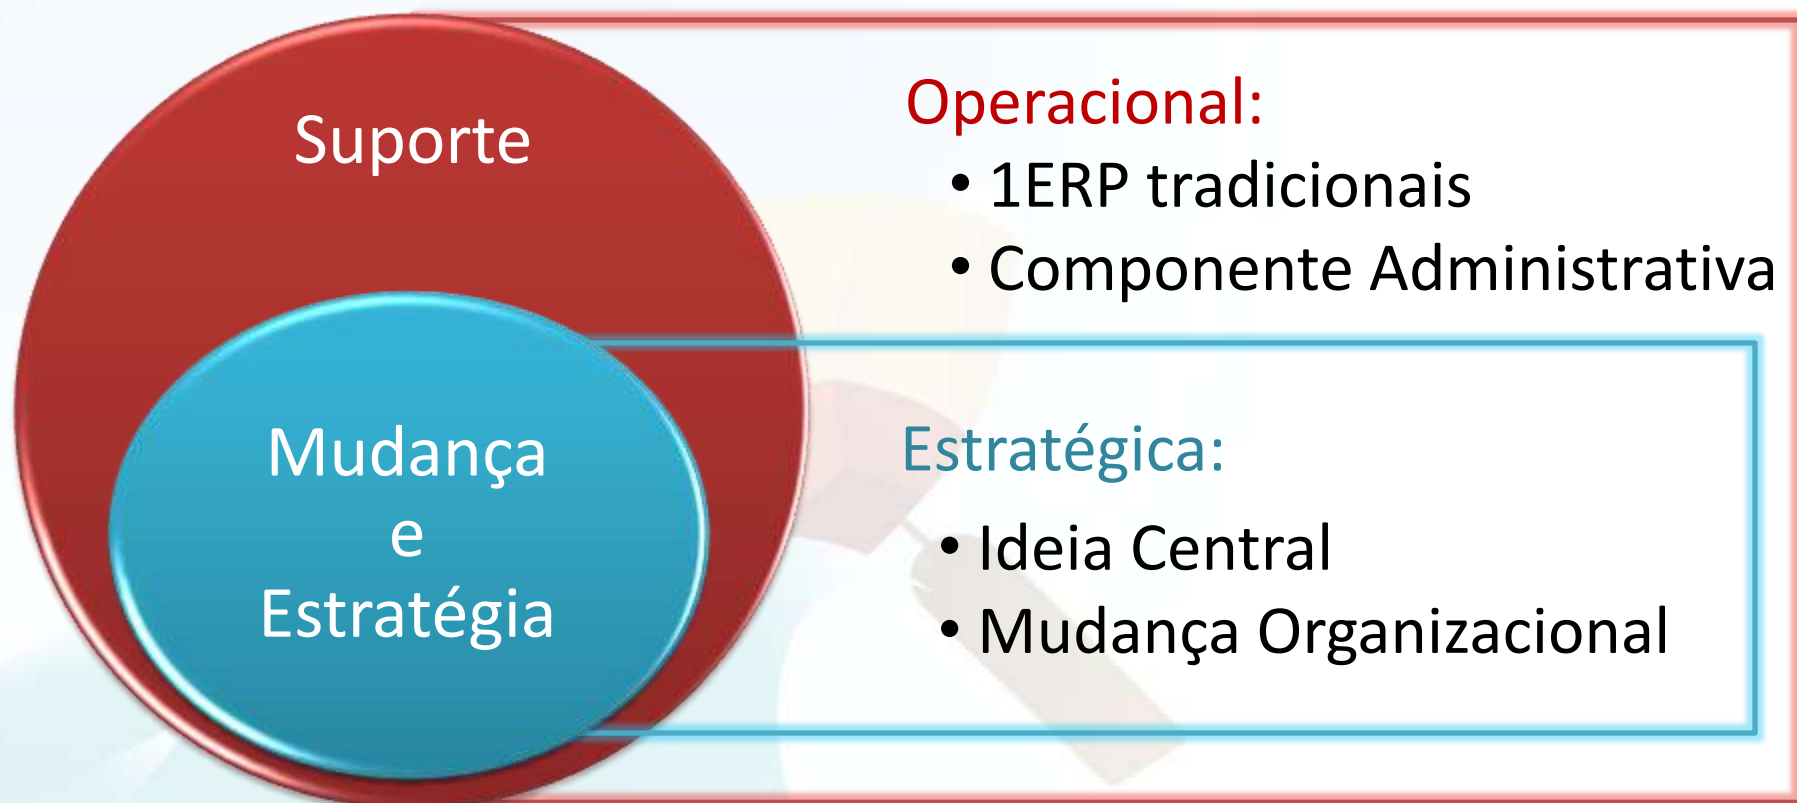 Suporte
Operacional:
• 1ERP tradicionais
• Componente Administrativa
Mudança
e
Estratégia
Estratégica:
• Ideia Central
• Mudança Organizacional